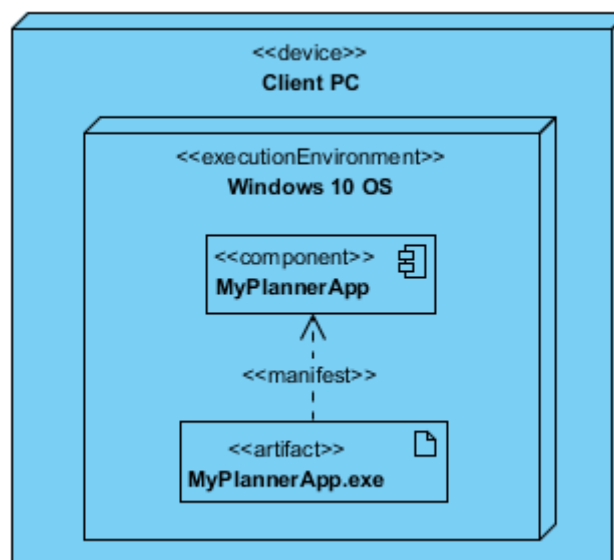 <<device>>
Client PC
<<executionEnvironment>>
Windows 10 OS
<<component>>
MyPlannerApp
<<manifest>>
<<artifact>>
MyPlannerApp.exe